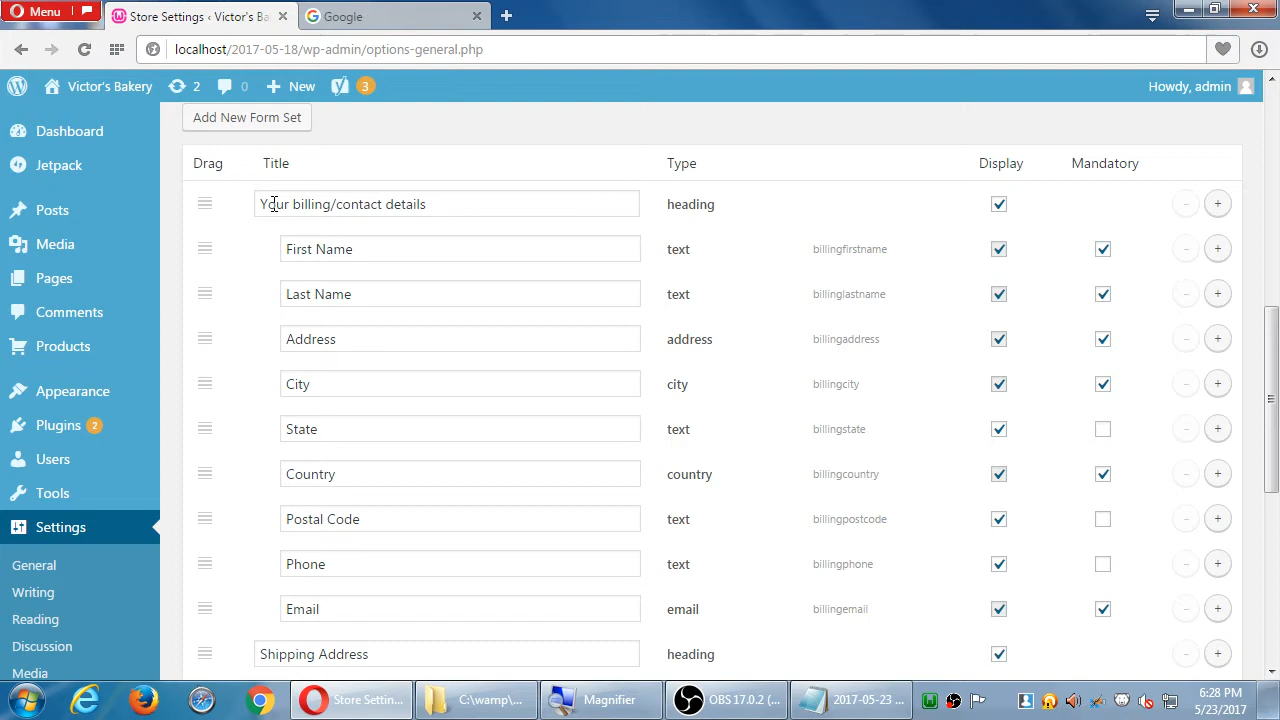 Menu
Store Settings ‹ Victor's Ba
Google
localhost/2017-05-18/wp-admin/options-general.php
Victor's Bakery
2
0
New
3
Howdy, admin
Dashboard
Jetpack
Posts
Media
Pages
Comments
Products
Appearance
Plugins 2
Users
Tools
Settings
General
Writing
Reading
Discussion
Media
Add New Form Set
Drag Title Type Display Mandatory
Your billing/contact details heading
First Name text billingfirstname
Last Name text billinglastname
Address address billingaddress
City city billingcity
State text billingstate
Country country billingcountry
Postal Code text billingpostcode
Phone text billingphone
Email email billingemail
Shipping Address heading
Store Settin...
C:\wamp\...
Magnifier
OBS 17.0.2 (...
2017-05-23 ...
6:28 PM
5/23/2017